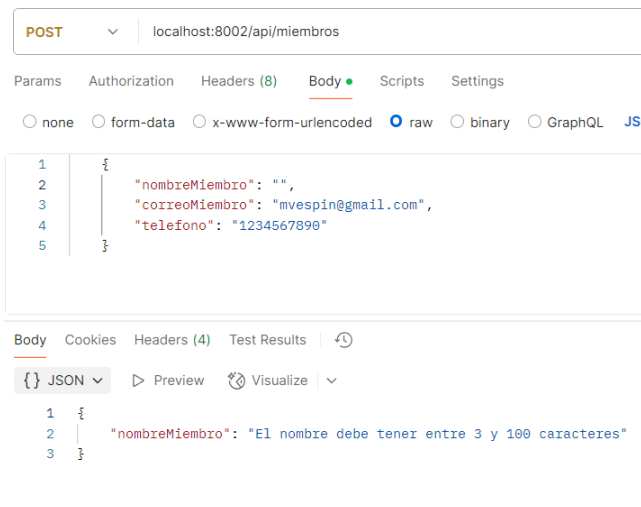 POST localhost:8002/api/miembros
Params Authorization Headers (8) Body Scripts Settings
none form-data x-www-form-urlencoded raw binary GraphQL JS
1 {
2 "nombreMiembro": "",
3 "correoMiembro": "mvespin@gmail.com",
4 "telefono": "1234567890"
5 }
Body Cookies Headers (4) Test Results
{} JSON Preview Visualize
1 {
2 "nombreMiembro": "El nombre debe tener entre 3 y 100 caracteres"
3 }